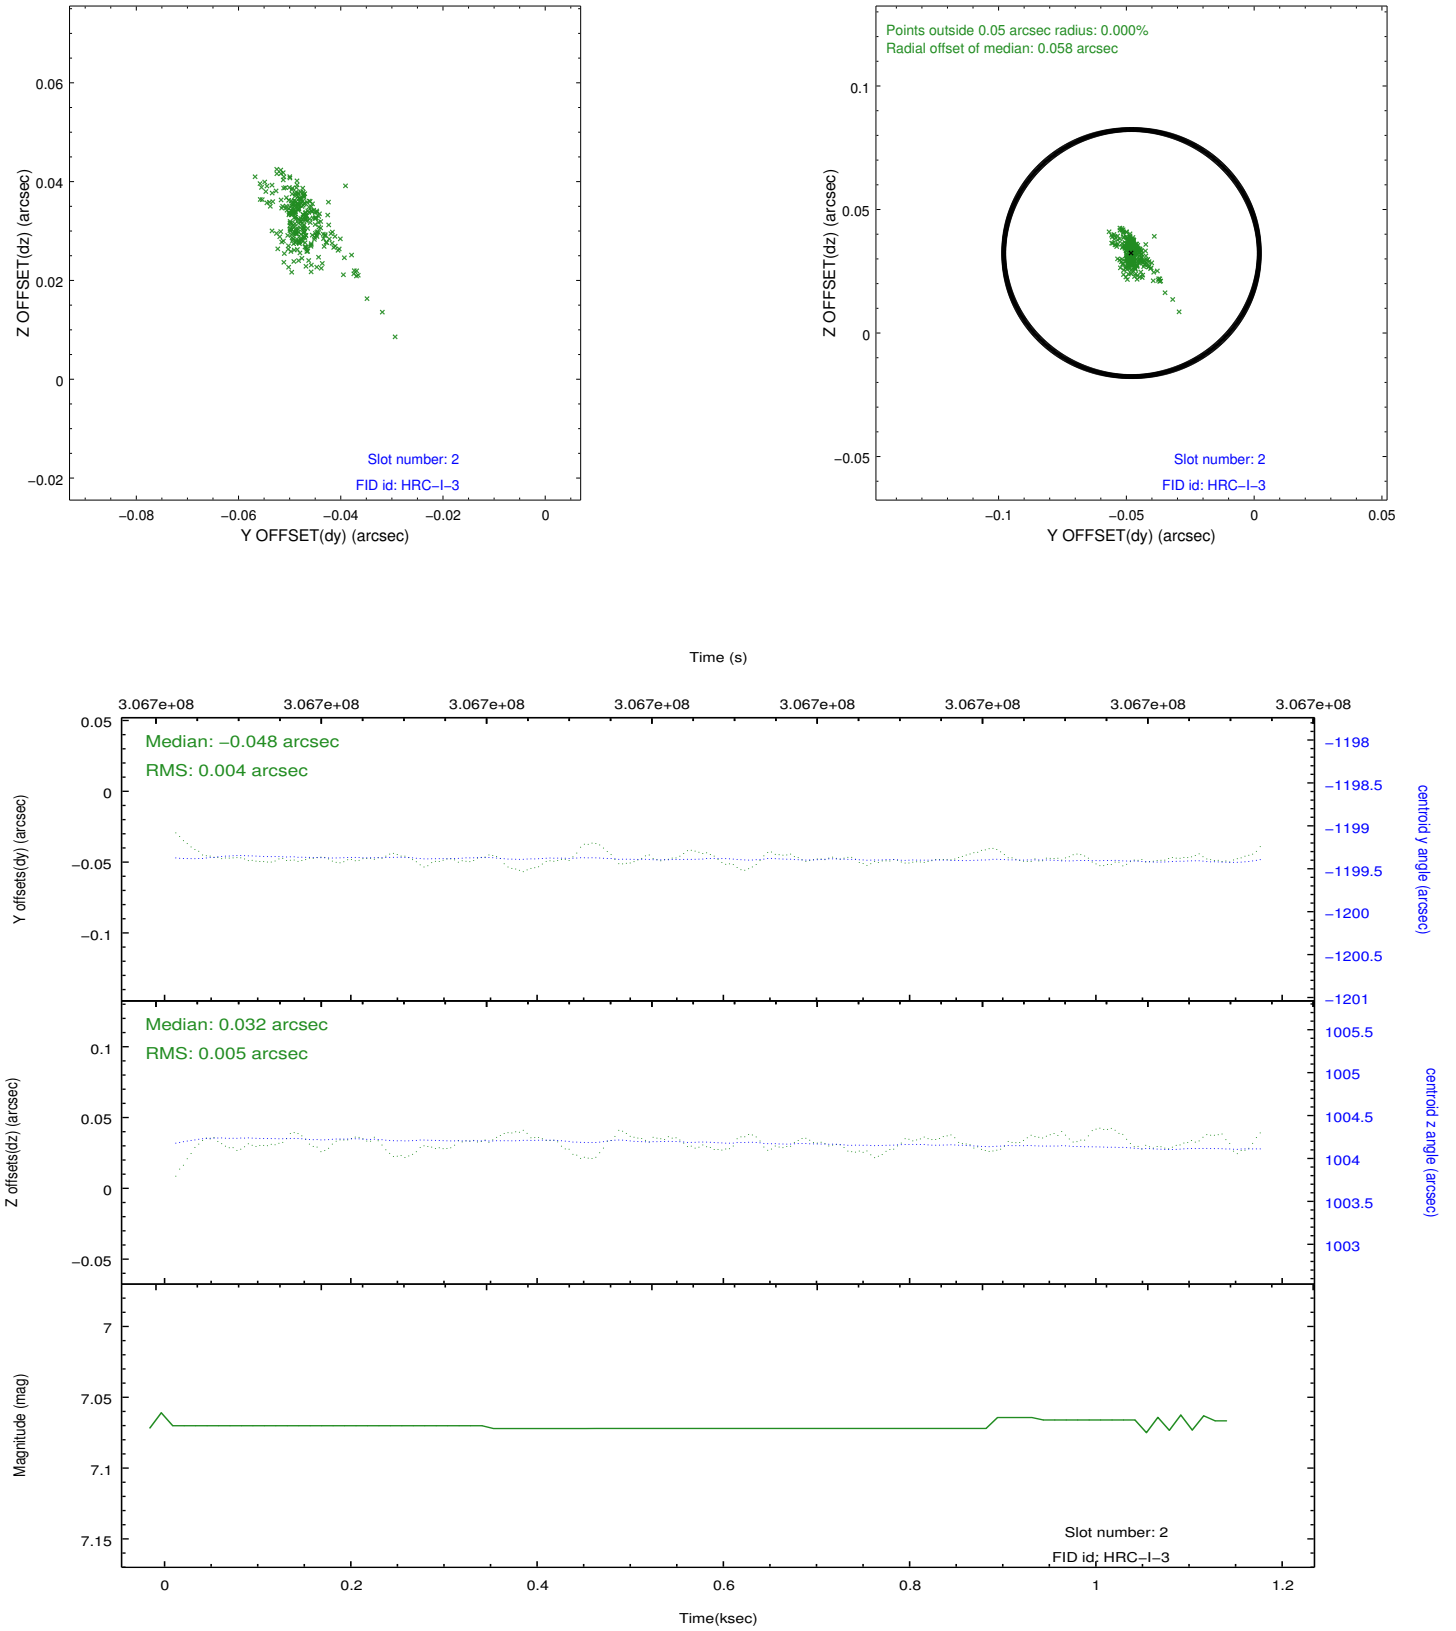 0.06
0.04
0.02
0
−0.02
Z OFFSET(dz) (arcsec)
Slot number: 2
FID id: HRC−I−3
−0.08
−0.06
−0.04
−0.02
0
Y OFFSET(dy) (arcsec)
Points outside 0.05 arcsec radius: 0.000%
Radial offset of median: 0.058 arcsec
0.1
0.05
0
−0.05
Z OFFSET(dz) (arcsec)
Slot number: 2
FID id: HRC−I−3
−0.1
−0.05
0
0.05
Y OFFSET(dy) (arcsec)
Time (s)
3.067e+08
3.067e+08
3.067e+08
3.067e+08
3.067e+08
3.067e+08
3.067e+08
3.067e+08
Median: −0.048 arcsec
RMS: 0.004 arcsec
0.05
0
−0.05
−0.1
Y offsets(dy) (arcsec)
−1198
−1198.5
−1199
−1199.5
−1200
−1200.5
−1201
centroid y angle (arcsec)
Median: 0.032 arcsec
RMS: 0.005 arcsec
0.1
0.05
0
−0.05
Z offsets(dz) (arcsec)
1005.5
1005
1004.5
1004
1003.5
1003
centroid z angle (arcsec)
7
7.05
7.1
7.15
Magnitude (mag)
Slot number: 2
FID id: HRC−I−3
0
0.2
0.4
0.6
0.8
1
1.2
Time(ksec)